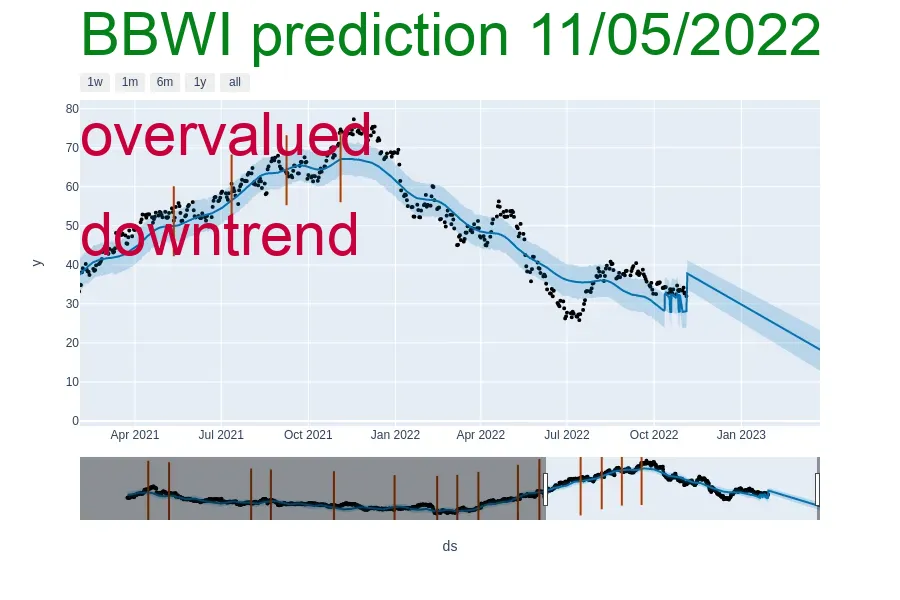 BBWI prediction 11/05/2022
1w 1m 6m 1y all
overvalued
downtrend
80
70
60
50
40
30
20
10
0
y
Apr 2021 Jul 2021 Oct 2021 Jan 2022 Apr 2022 Jul 2022 Oct 2022 Jan 2023
ds